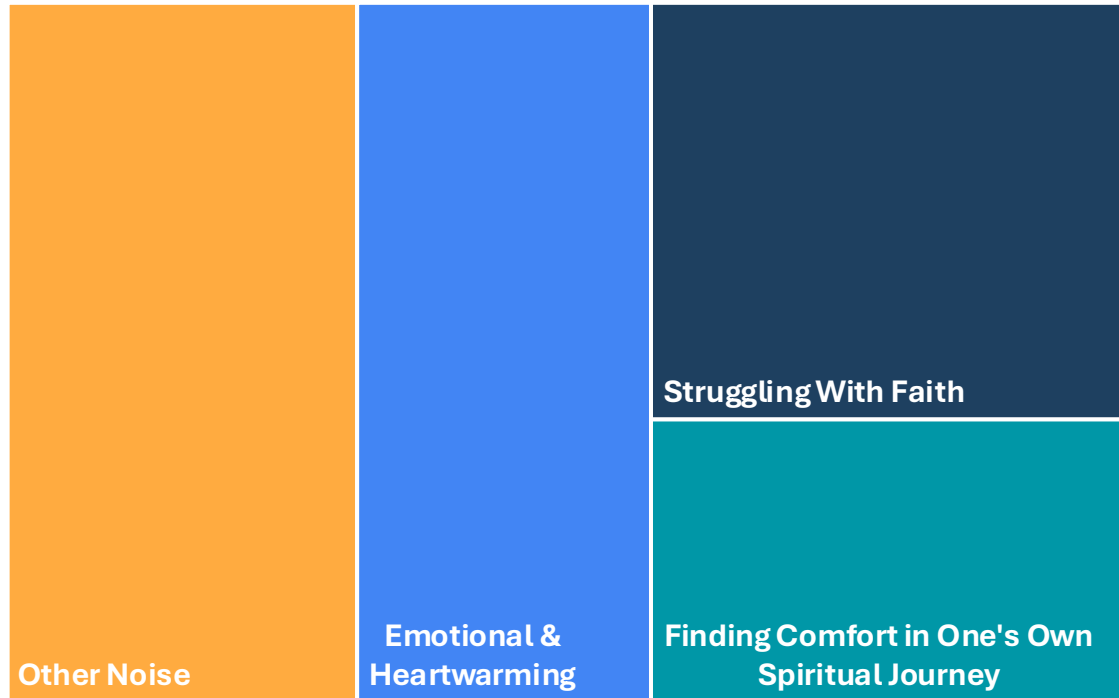 Other Noise
Emotional &
Heartwarming
Struggling With Faith
Finding Comfort in One's Own
Spiritual Journey